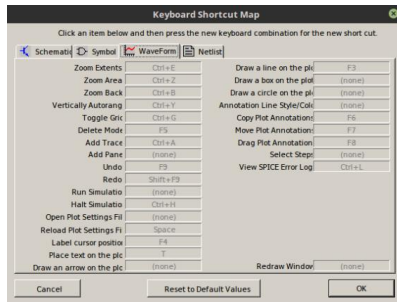 Keyboard Shortcut Map
Click an item below and then press the new keyboard combination for the new short cut.
Schematic Symbol WaveForm Netlist
Zoom Extents Ctrl+E
Zoom Area Ctrl+Z
Zoom Back Ctrl+B
Vertically Autorang Ctrl+Y
Toggle Gric Ctrl+G
Delete Mode F5
Add Trace Ctrl+A
Add Pane (none)
Undo F9
Redo Shift+F9
Run Simulatio (none)
Halt Simulatic Ctrl+H
Open Plot Settings Fil (none)
Reload Plot Settings Fi Space
Label cursor positior F4
Place text on the plc T
Draw an arrow on the plc (none)
Draw a line on the plc F3
Draw a box on the plot (none)
Draw a circle on the plc (none)
Annotation Line Style/Colc (none)
Copy Plot Annotations F6
Move Plot Annotation: F7
Drag Plot Annotation F8
Select Steps (none)
View SPICE Error Log Ctrl+L
Redraw Window (none)
Cancel Reset to Default Values OK